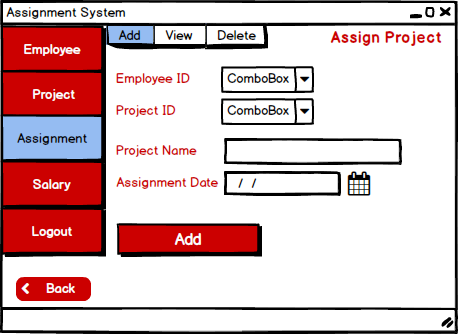 Assignment System
Add View Delete
Assign Project
Employee
Project
Assignment
Salary
Logout
Employee ID ComboBox
Project ID ComboBox
Project Name
Assignment Date / /
Add
Back